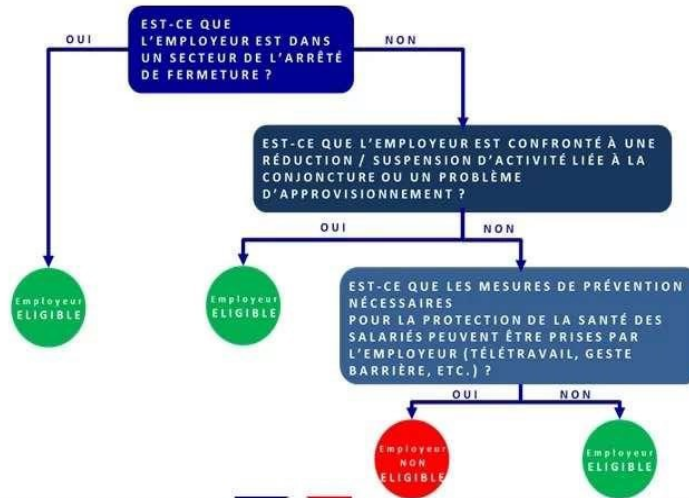 EST-CE QUE
L'EMPLOYEUR EST DANS
UN SECTEUR DE L'ARRÊTÉ
DE FERMETURE ?
OUI
NON
EST-CE QUE L'EMPLOYEUR EST CONFRONTÉ À UNE
RÉDUCTION / SUSPENSION D'ACTIVITÉ LIÉE À LA
CONJONCTURE OU UN PROBLÈME
D'APPROVISIONNEMENT ?
OUI
NON
Employeur
ELIGIBLE
Employeur
ELIGIBLE
EST-CE QUE LES MESURES DE PRÉVENTION
NÉCESSAIRES
POUR LA PROTECTION DE LA SANTÉ DES
SALARIÉS PEUVENT ÊTRE PRISES PAR
L'EMPLOYEUR (TÉLÉTRAVAIL, GESTE
BARRIÈRE, ETC.) ?
OUI
NON
Employeur
NON
ELIGIBLE
Employeur
ELIGIBLE